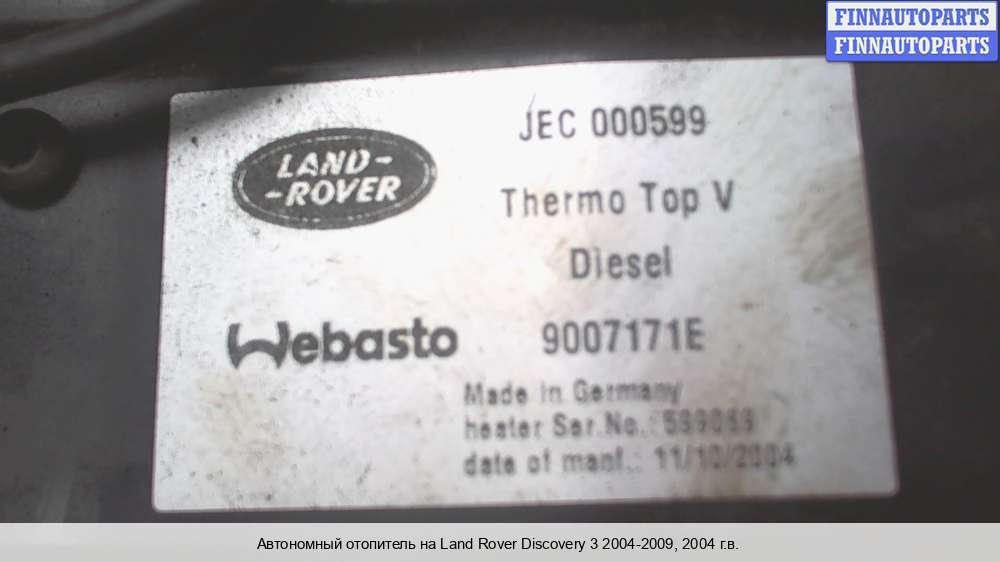 FINNAUTOPARTS
FINNAUTOPARTS
JEC 000599
LAND-
-ROVER
Thermo Top V
Diesel
Webasto
9007171E
Made in Germany
heater Ser.No.:
date of manf.: 11/10/2004
Автономный отопитель на Land Rover Discovery 3 2004-2009, 2004 г.в.